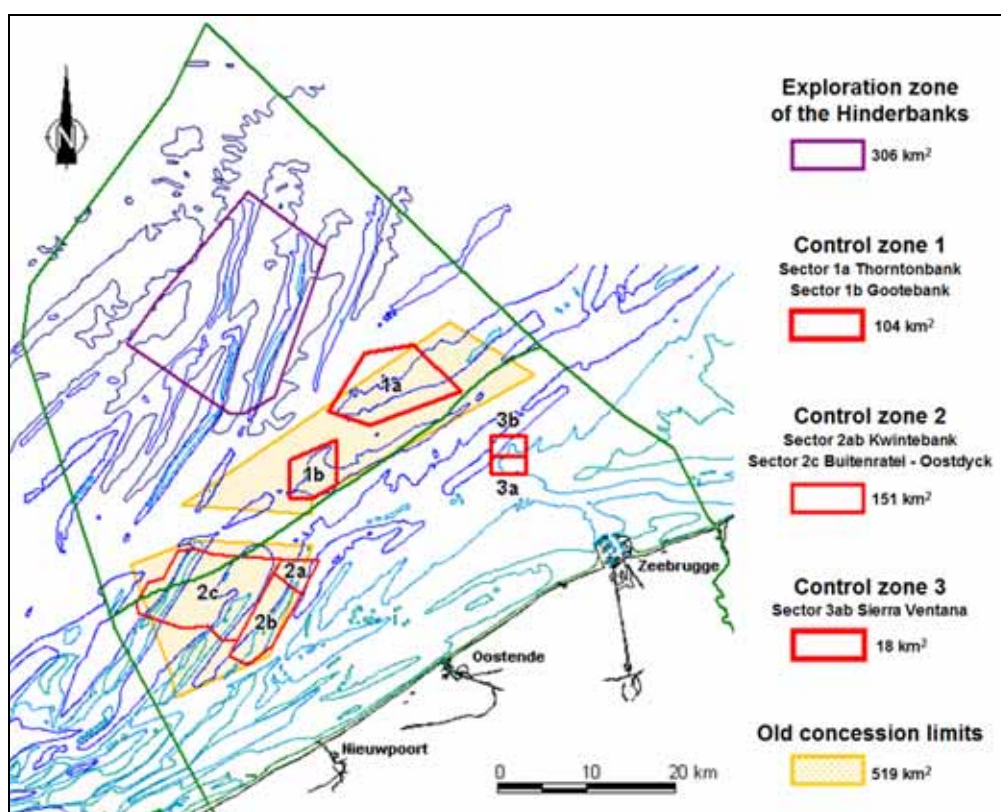 N
Exploration zone
of the Hinderbanks
306 km²
Control zone 1
Sector 1a Thorntonbank
Sector 1b Gootebank
104 km²
Control zone 2
Sector 2ab Kwintebank
Sector 2c Buitenratel - Oostdyck
151 km²
Control zone 3
Sector 3ab Sierra Ventana
18 km²
Old concession limits
519 km²
1a
3b
1b
3a
2a
2c
2b
Zeebrugge
Oostende
Nieuwpoort
0 10 20 km